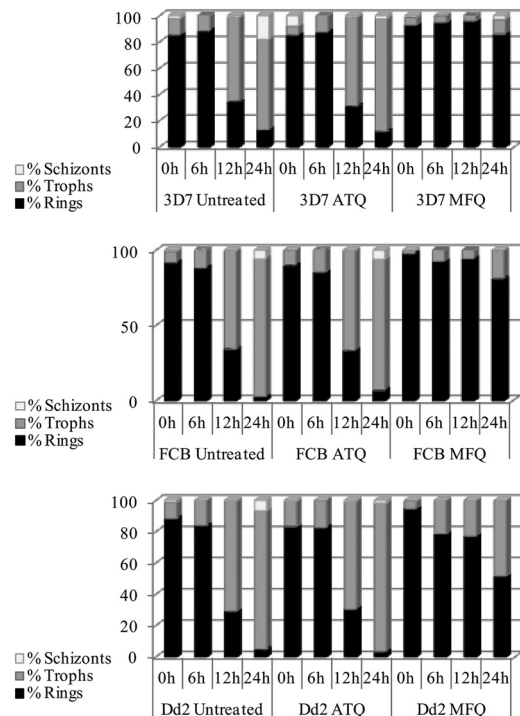 100
80
60
40
20
0
0h 6h 12h 24h 0h 6h 12h 24h 0h 6h 12h 24h
% Schizonts
% Trophs
% Rings
3D7 Untreated 3D7 ATQ 3D7 MFQ
100
50
0
0h 6h 12h 24h 0h 6h 12h 24h 0h 6h 12h 24h
% Schizonts
% Trophs
% Rings
FCB Untreated FCB ATQ FCB MFQ
100
80
60
40
20
0
0h 6h 12h 24h 0h 6h 12h 24h 0h 6h 12h 24h
% Schizonts
% Trophs
% Rings
Dd2 Untreated Dd2 ATQ Dd2 MFQ